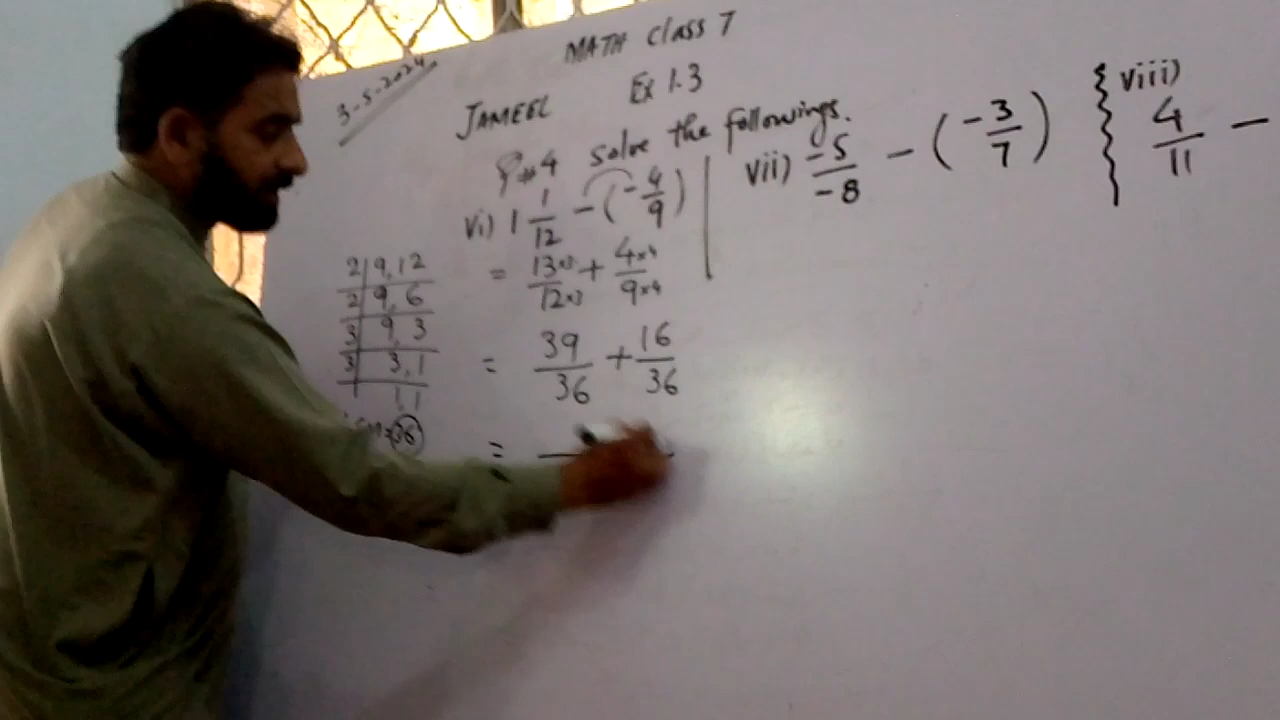 MATH Class 7
3-5-2024
JAMEEL Ex 1.3
Q#4 Solve the followings.
vi) 1 1/12 - (-4/9)
vii) -5/-8 - (-3/7)
viii) 4/11 -
= 13×3/12×3 + 4×4/9×4
= 39/36 + 16/36
=
2 | 9, 12
2 | 9, 6
3 | 9, 3
3 | 3, 1
1, 1
36